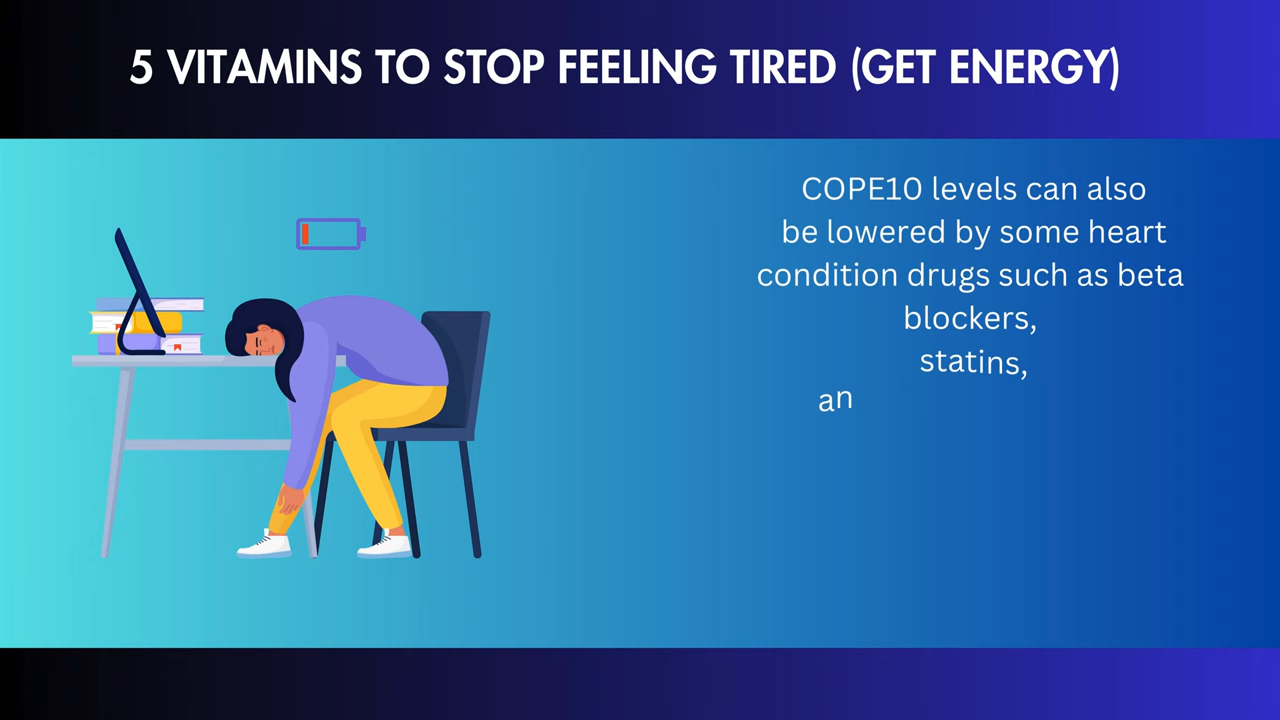 5 VITAMINS TO STOP FEELING TIRED (GET ENERGY)
COPE10 levels can also
be lowered by some heart
condition drugs such as beta
blockers,
statins,
an